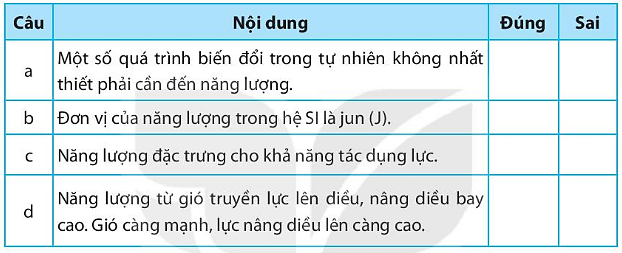 Câu Nội dung Đúng Sai
a Một số quá trình biến đổi trong tự nhiên không nhất
thiết phải cần đến năng lượng.
b Đơn vị của năng lượng trong hệ SI là jun (J).
c Năng lượng đặc trưng cho khả năng tác dụng lực.
d Năng lượng từ gió truyền lực lên diều, nâng diều bay
cao. Gió càng mạnh, lực nâng diều lên càng cao.